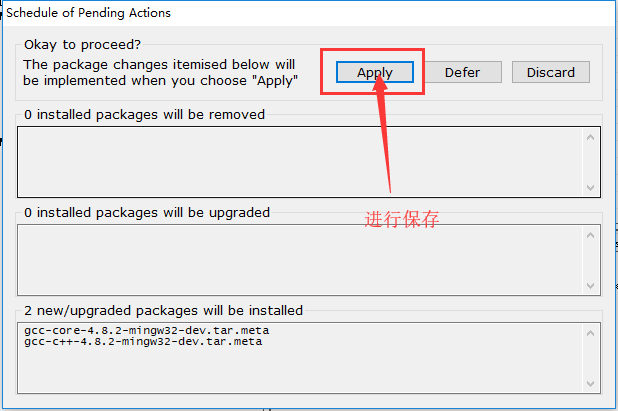 Schedule of Pending Actions
Okay to proceed?
The package changes itemised below will
be implemented when you choose "Apply"
Apply
Defer
Discard
0 installed packages will be removed
进行保存
0 installed packages will be upgraded
2 new/upgraded packages will be installed
gcc-core-4.8.2-mingw32-dev.tar.meta
gcc-c++-4.8.2-mingw32-dev.tar.meta